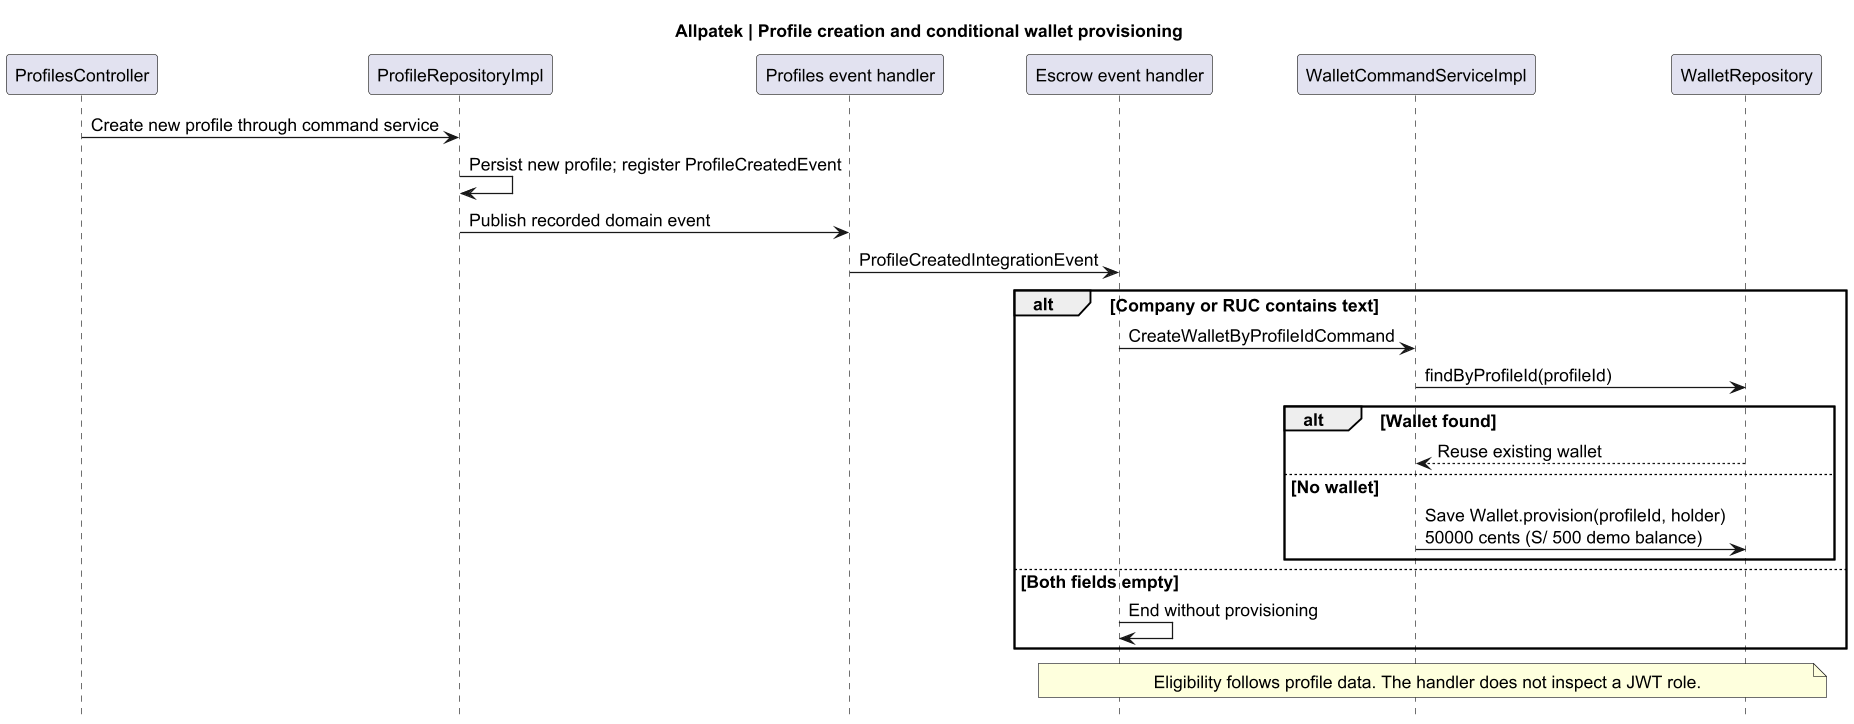 Allpatek | Profile creation and conditional wallet provisioning
ProfilesController
ProfileRepositoryImpl
Profiles event handler
Escrow event handler
WalletCommandServiceImpl
WalletRepository
Create new profile through command service
Persist new profile; register ProfileCreatedEvent
Publish recorded domain event
ProfileCreatedIntegrationEvent
alt
[Company or RUC contains text]
CreateWalletByProfileIdCommand
findByProfileId(profileId)
alt
[Wallet found]
Reuse existing wallet
[No wallet]
Save Wallet.provision(profileId, holder)
50000 cents (S/ 500 demo balance)
[Both fields empty]
End without provisioning
Eligibility follows profile data. The handler does not inspect a JWT role.